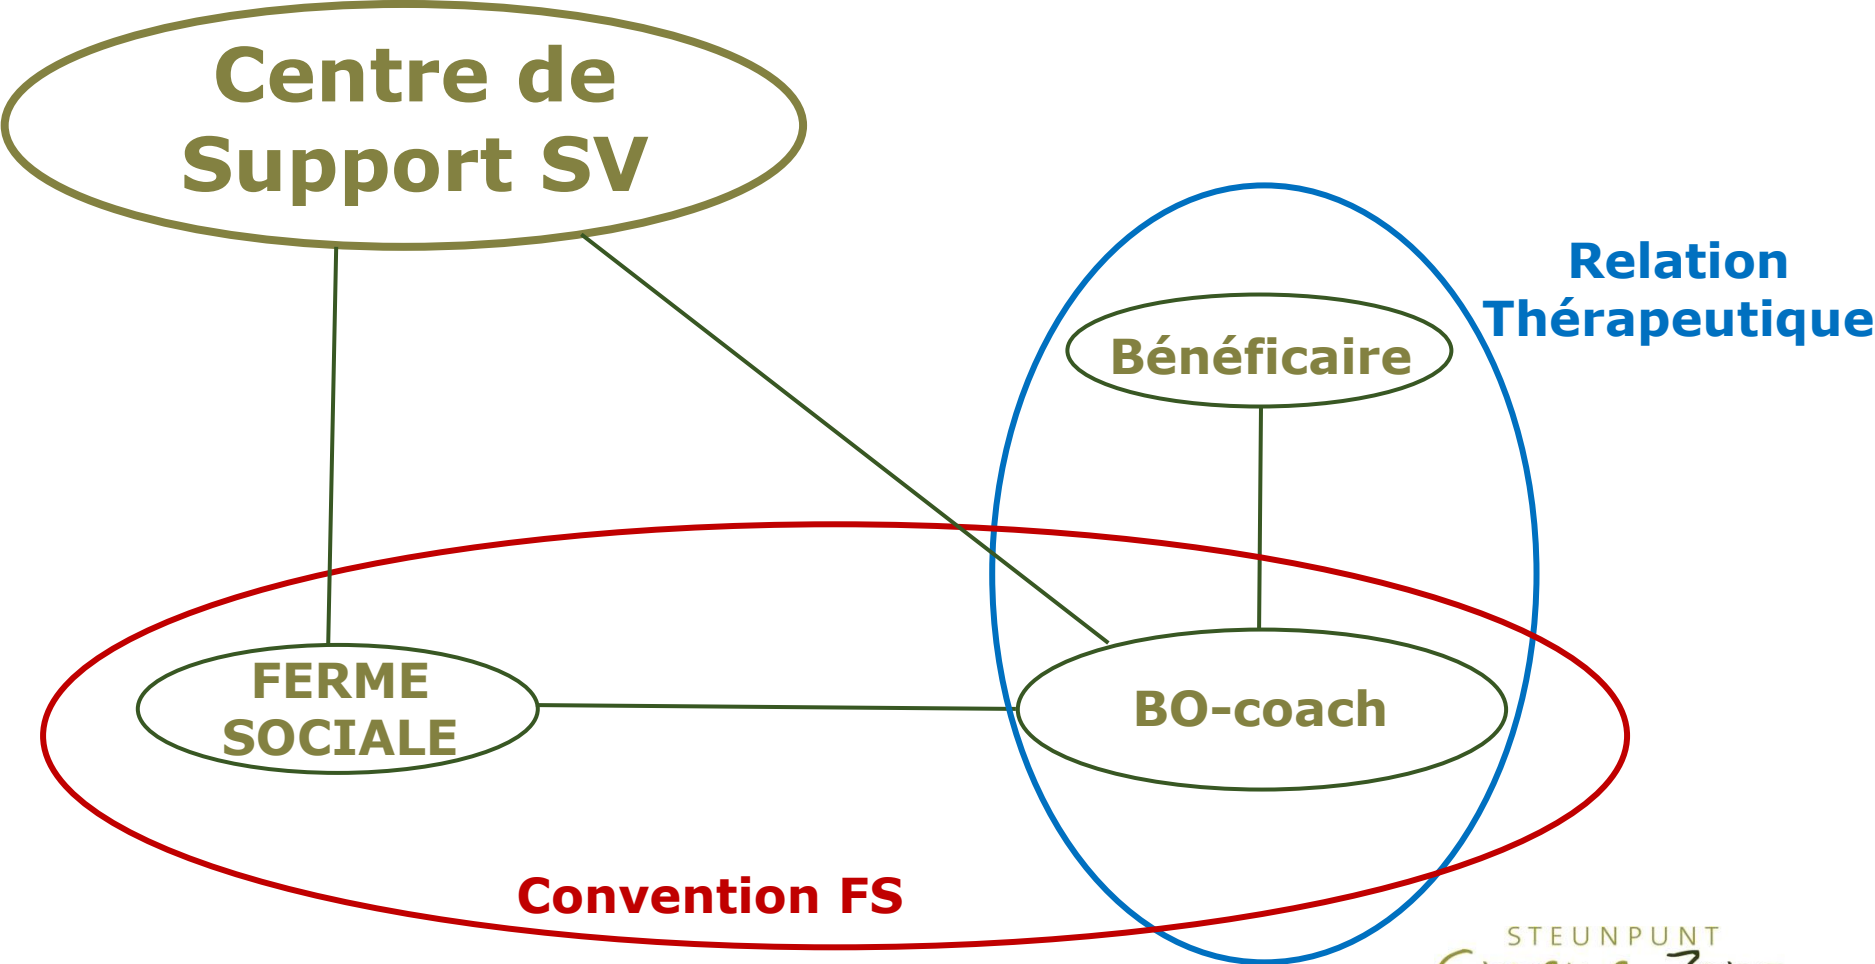 Centre de
Support SV
Relation
Thérapeutique
Bénéficaire
FERME
SOCIALE
BO-coach
Convention FS
STEUNPUNT